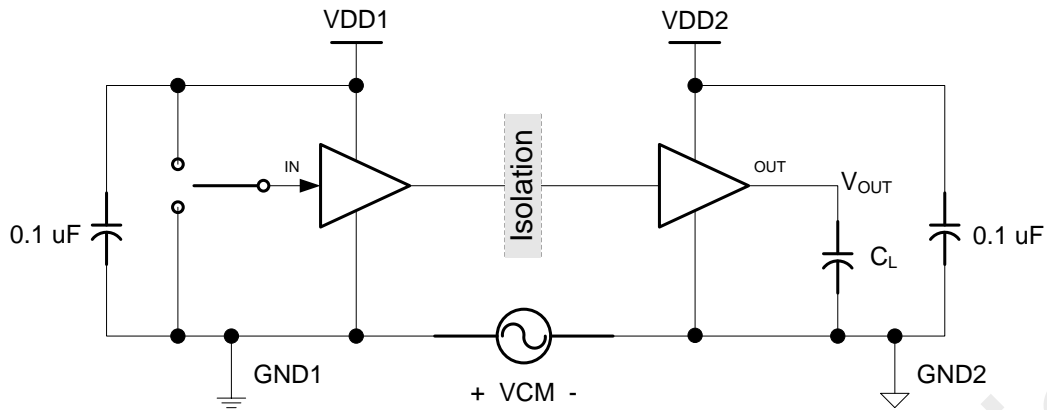 VDD1
VDD2
IN
Isolation
OUT
VOUT
0.1 uF
CL
0.1 uF
GND1
+ VCM -
GND2